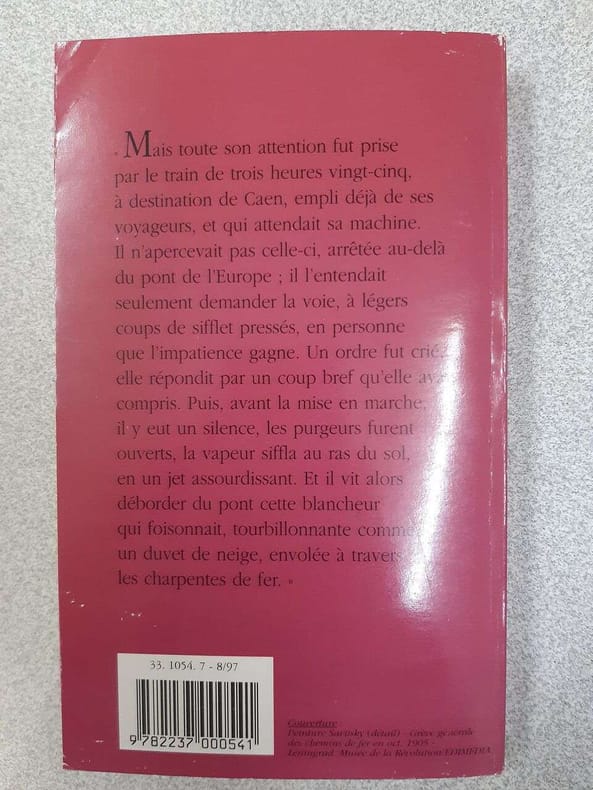 « Mais toute son attention fut prise
par le train de trois heures vingt-cinq,
à destination de Caen, empli déjà de ses
voyageurs, et qui attendait sa machine.
Il n'apercevait pas celle-ci, arrêtée au-delà
du pont de l'Europe ; il l'entendait
seulement demander la voie, à légers
coups de sifflet pressés, en personne
que l'impatience gagne. Un ordre fut crié,
elle répondit par un coup bref qu'elle
compris. Puis, avant la mise en marche,
il y eut un silence, les purgeurs furent
ouverts, la vapeur siffla au ras du sol,
en un jet assourdissant. Et il vit alors
déborder du pont cette blancheur
qui foisonnait, tourbillonnante comme
un duvet de neige, envolée à travers
les charpentes de fer. »
33. 1054. 7 - 8/97
9 782237 000541
Couverture :
Peinture (détail) - Grève générale
des chemins de fer en oct. 1905 -
Leningrad. Musée de la Révolution/EDIMEDIA